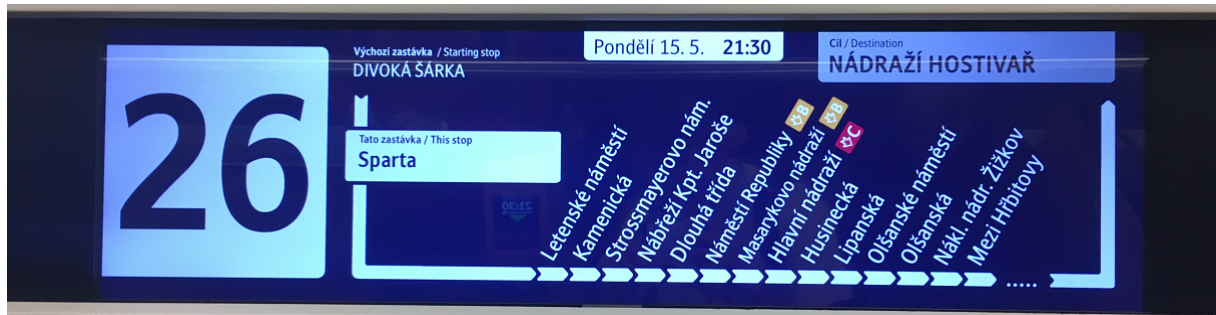 26
Výchozí zastávka / Starting stop
DIVOKÁ ŠÁRKA
Pondělí 15. 5. 21:30
Cíl / Destination
NÁDRAŽÍ HOSTIVAŘ
Tato zastávka / This stop
Sparta
Letenské náměstí
Kamenická
Strossmayerovo nám.
Nábřeží Kpt. Jaroše
Dlouhá třída
Náměstí Republiky B
Masarykovo nádraží B
Hlavní nádraží C
Husinecká
Lipanská
Olšanské náměstí
Olšanská
Nákl. nádr. Žižkov
Mezi Hřbitovy
.....
21:30